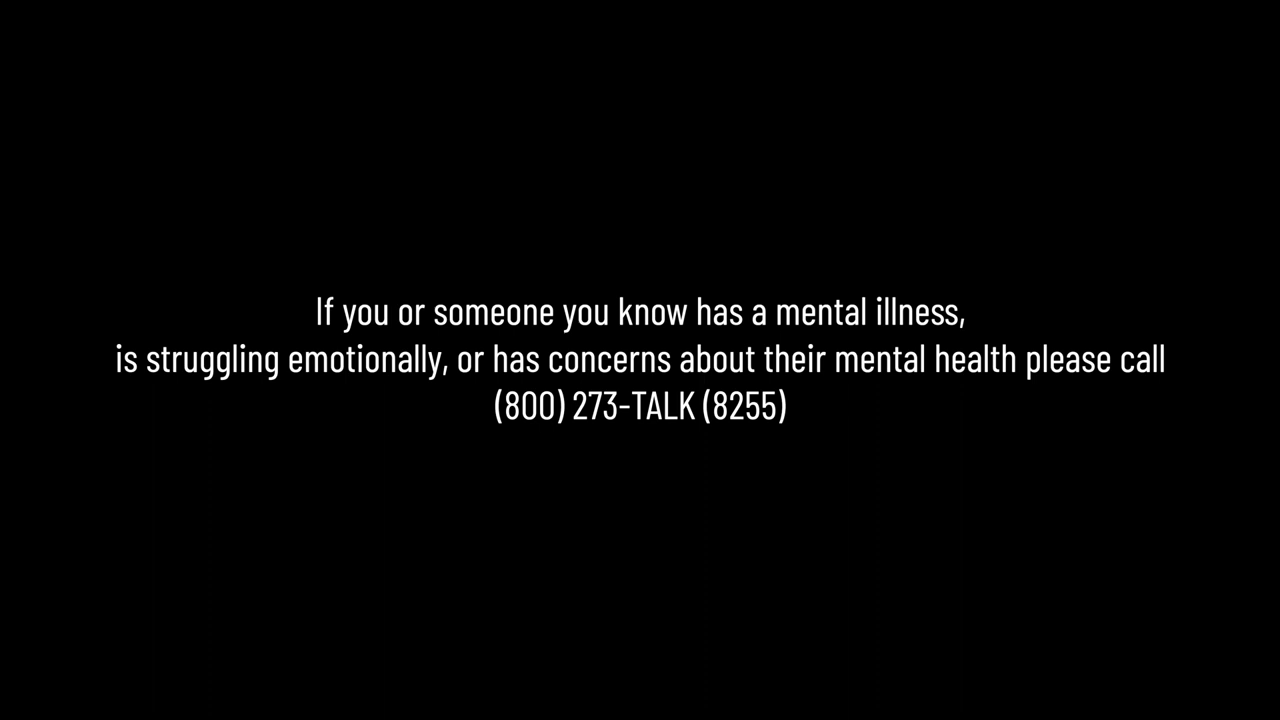 If you or someone you know has a mental illness,
is struggling emotionally, or has concerns about their mental health please call
(800) 273-TALK (8255)